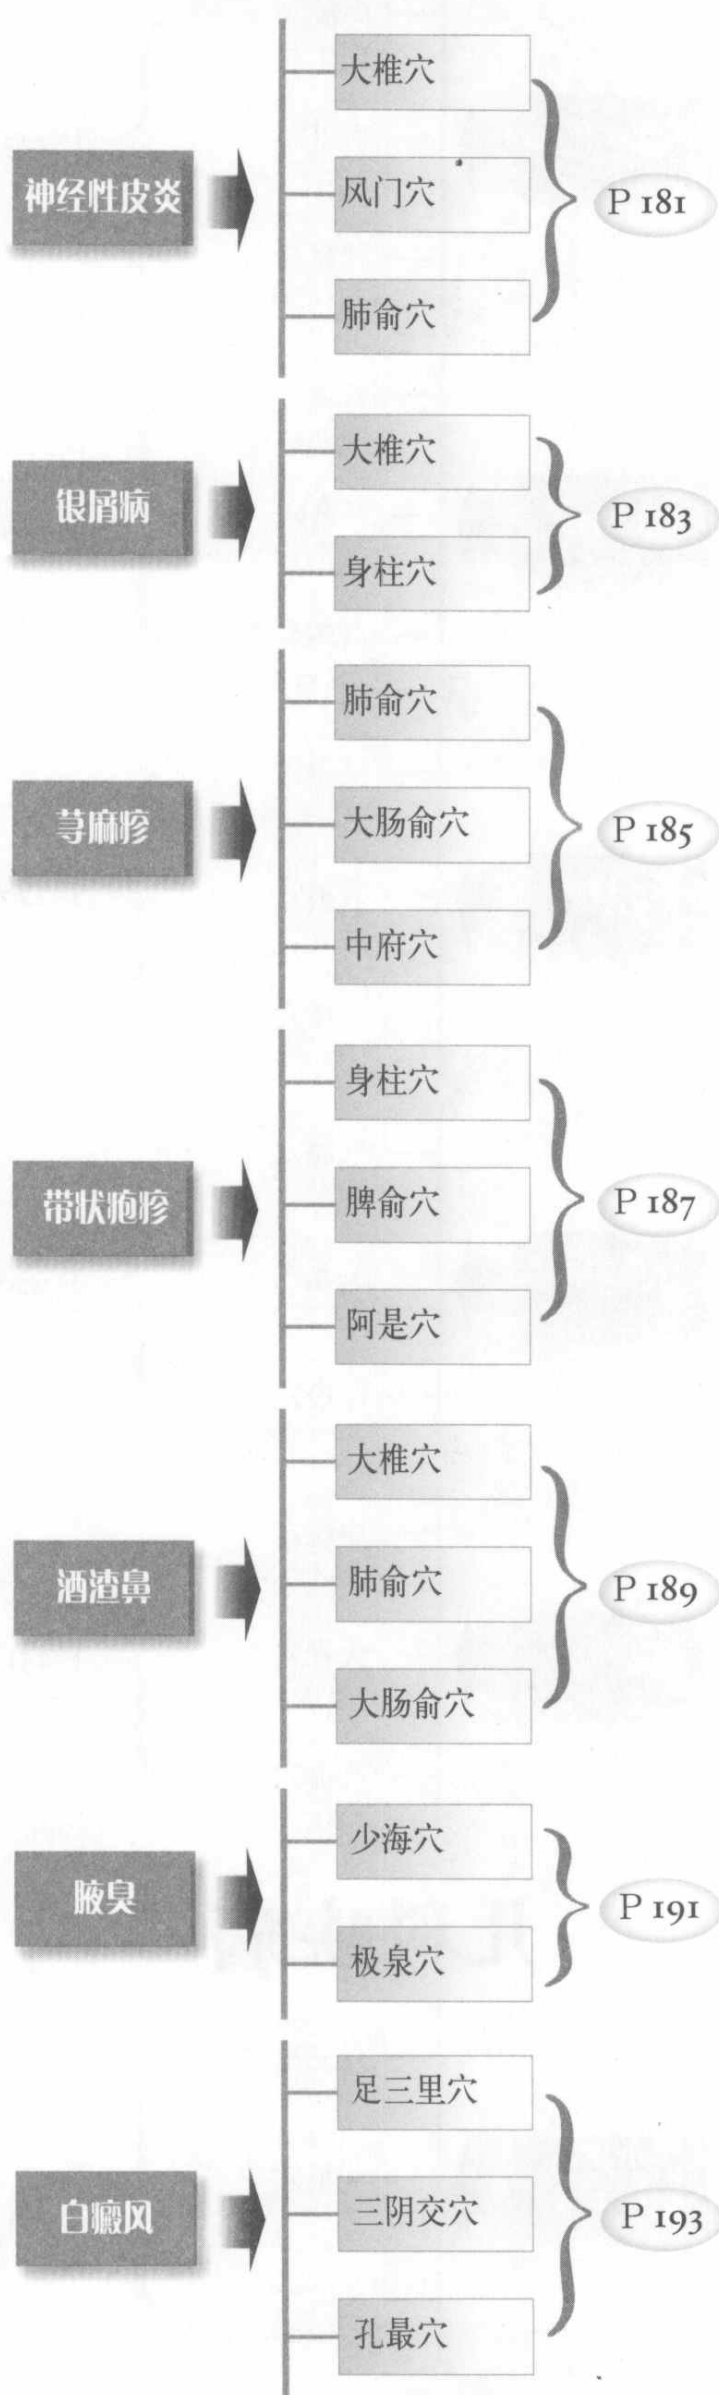 神经性皮炎
大椎穴
风门穴
肺俞穴
P 181
银屑病
大椎穴
身柱穴
P 183
荨麻疹
肺俞穴
大肠俞穴
中府穴
P 185
带状疱疹
身柱穴
脾俞穴
阿是穴
P 187
酒渣鼻
大椎穴
肺俞穴
大肠俞穴
P 189
腋臭
少海穴
极泉穴
P 191
白癜风
足三里穴
三阴交穴
孔最穴
P 193